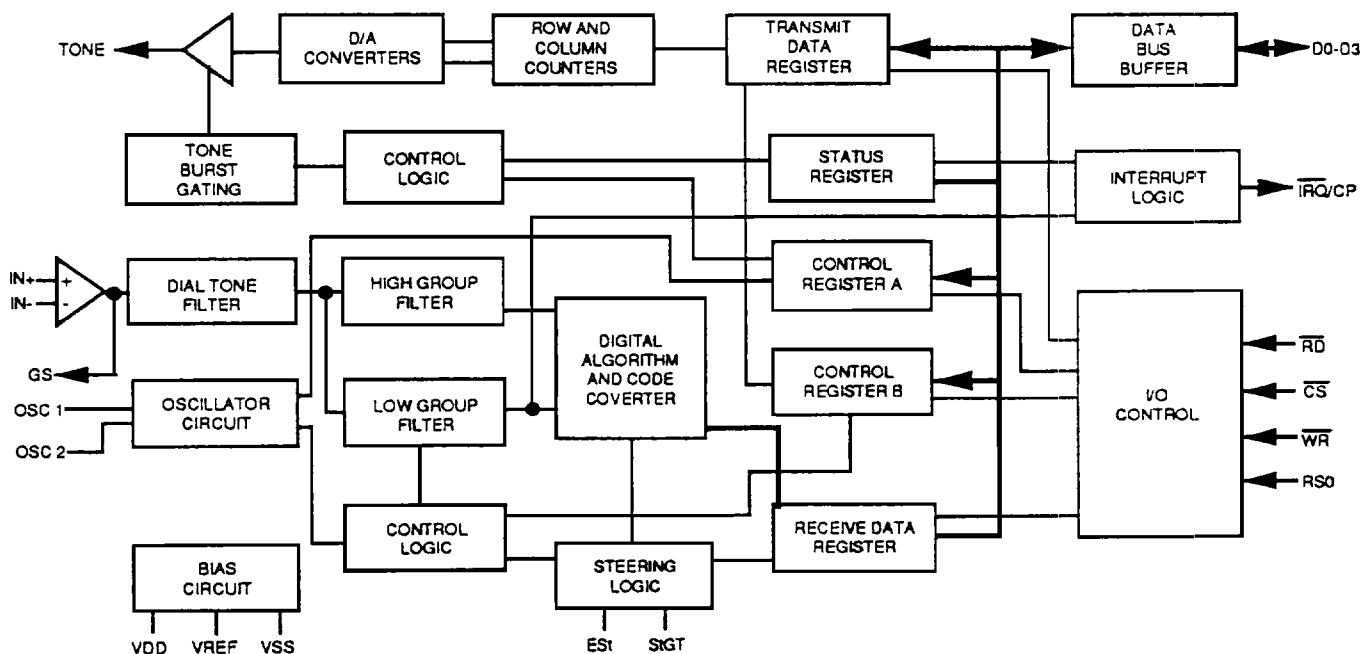 TONE
D/A
CONVERTERS
ROW AND
COLUMN
COUNTERS
TRANSMIT
DATA
REGISTER
DATA
BUS
BUFFER
D0-D3
TONE
BURST
GATING
CONTROL
LOGIC
STATUS
REGISTER
INTERRUPT
LOGIC
IRQ/CP
IN+
IN-
+
-
DIAL TONE
FILTER
HIGH GROUP
FILTER
DIGITAL
ALGORITHM
AND CODE
COVERTER
CONTROL
REGISTER A
GS
OSC 1
OSC 2
OSCILLATOR
CIRCUIT
LOW GROUP
FILTER
CONTROL
REGISTER B
I/O
CONTROL
RD
CS
WR
RS0
CONTROL
LOGIC
STEERING
LOGIC
RECEIVE DATA
REGISTER
BIAS
CIRCUIT
VDD
VREF
VSS
ESt
StGT